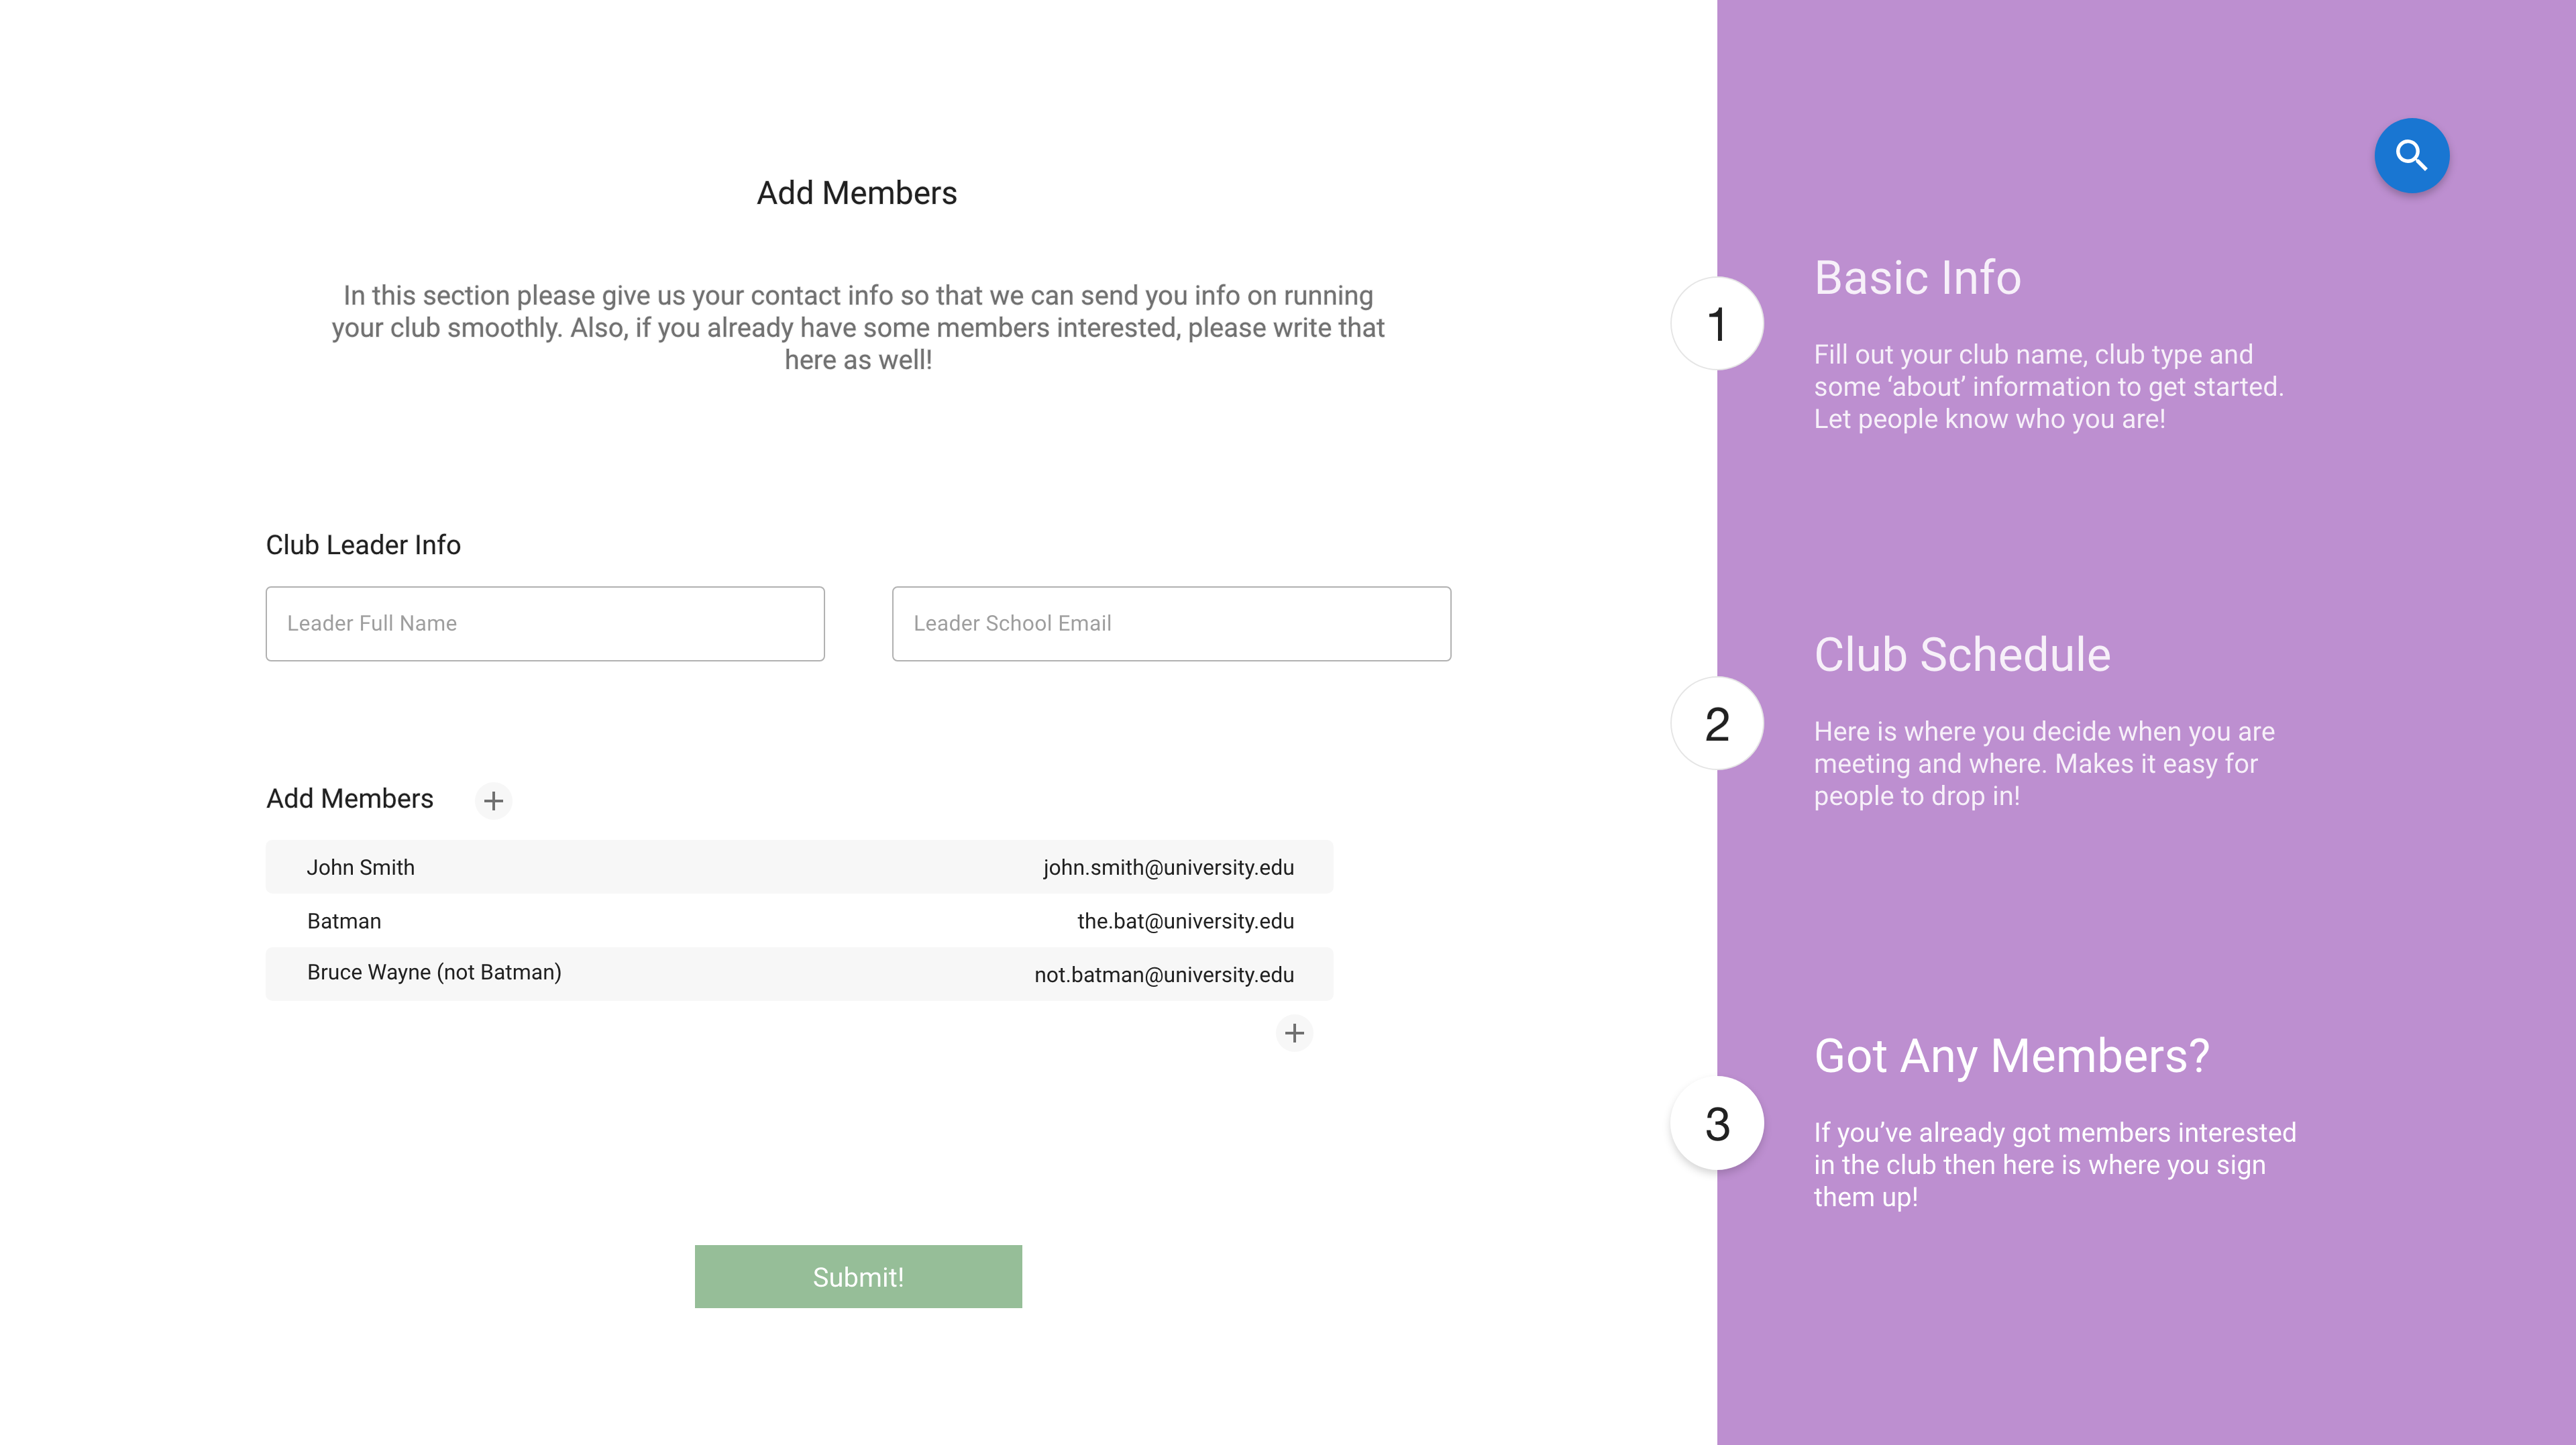 Add Members
In this section please give us your contact info so that we can send you info on running
your club smoothly. Also, if you already have some members interested, please write that
here as well!
Club Leader Info
Leader Full Name
Leader School Email
Add Members
John Smith john.smith@university.edu
Batman the.bat@university.edu
Bruce Wayne (not Batman) not.batman@university.edu
Submit!
1
Basic Info
Fill out your club name, club type and
some ‘about’ information to get started.
Let people know who you are!
2
Club Schedule
Here is where you decide when you are
meeting and where. Makes it easy for
people to drop in!
3
Got Any Members?
If you’ve already got members interested
in the club then here is where you sign
them up!